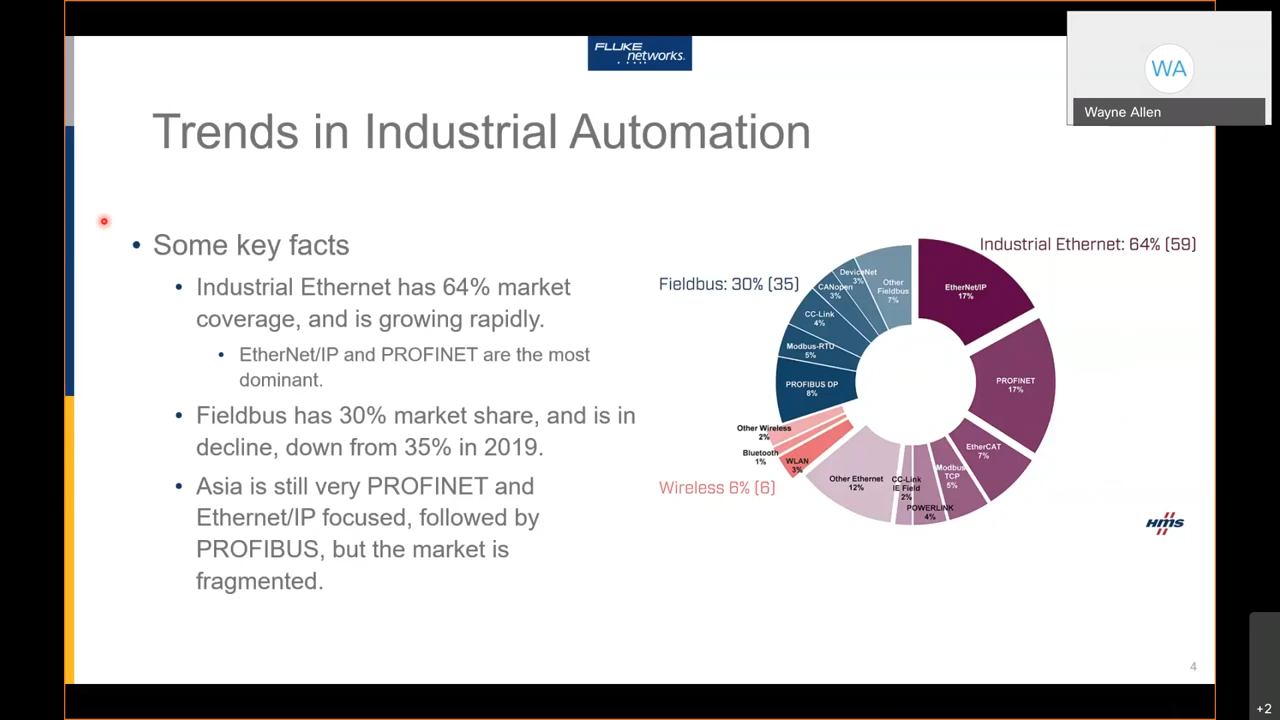 FLUKE
networks.
WA
Wayne Allen
Trends in Industrial Automation
• Some key facts
• Industrial Ethernet has 64% market
coverage, and is growing rapidly.
• EtherNet/IP and PROFINET are the most
dominant.
• Fieldbus has 30% market share, and is in
decline, down from 35% in 2019.
• Asia is still very PROFINET and
Ethernet/IP focused, followed by
PROFIBUS, but the market is
fragmented.
Industrial Ethernet: 64% (59)
EtherNet/IP
17%
PROFINET
17%
EtherCAT
7%
Modbus
TCP
5%
POWERLINK
4%
CC-Link
IE Field
2%
Other Ethernet
12%
Wireless 6% (6)
WLAN
3%
Bluetooth
1%
Other Wireless
2%
Fieldbus: 30% (35)
PROFIBUS DP
8%
Modbus-RTU
5%
CC-Link
4%
CANopen
3%
DeviceNet
3%
Other
Fieldbus
7%
HMS
4
+2